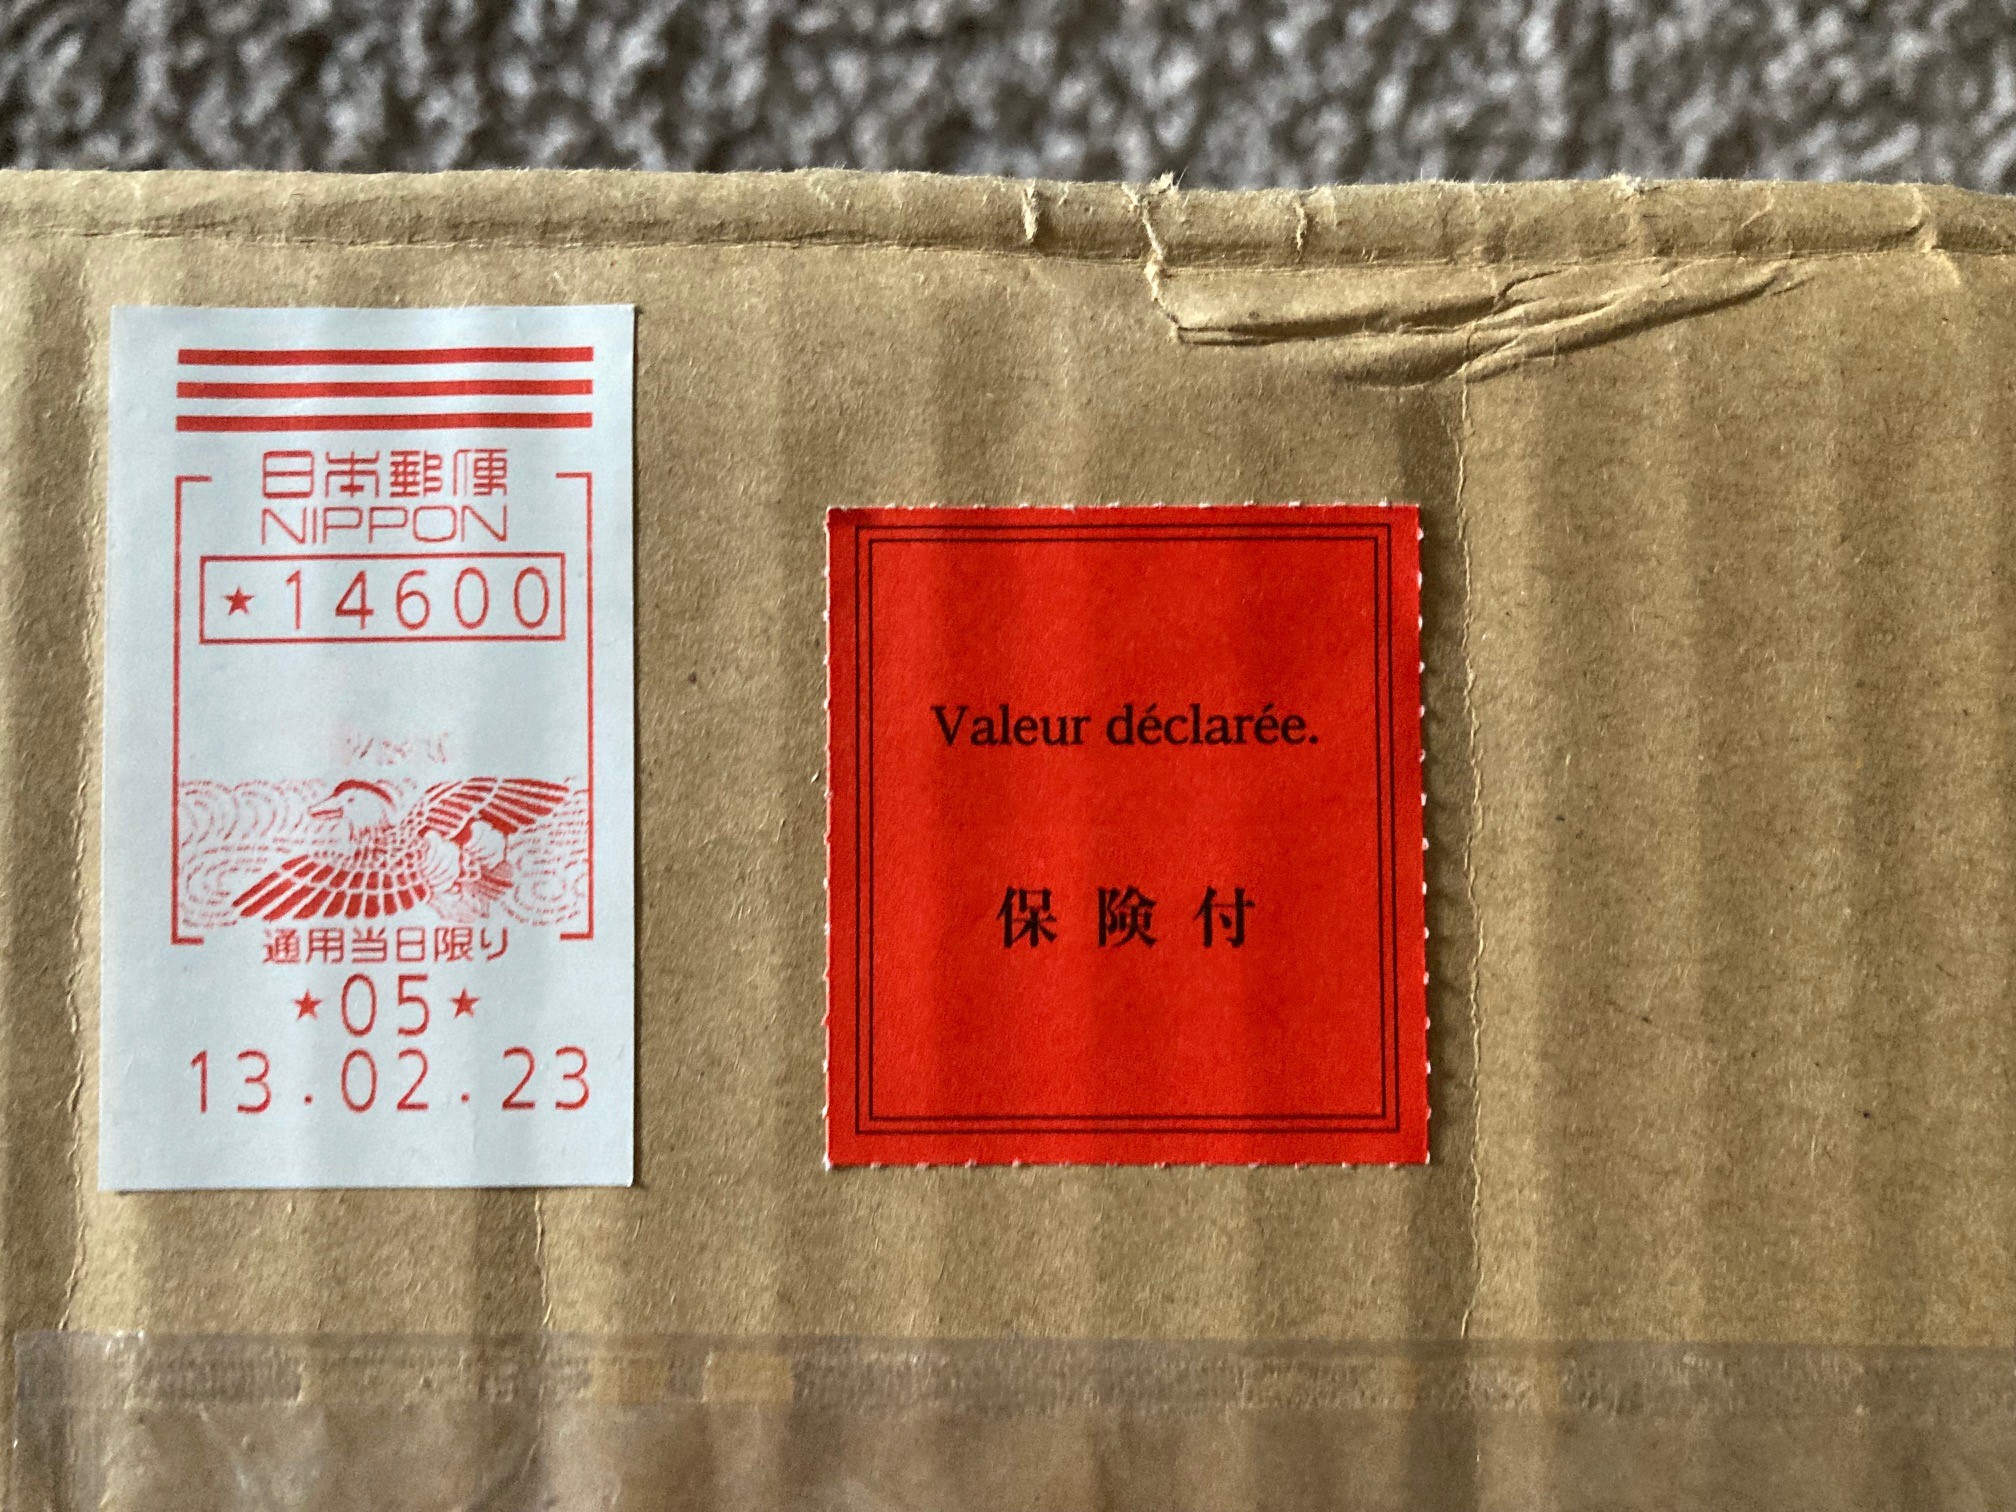 日本郵便
NIPPON
★14600
通用当日限り
★05★
13.02.23
Valeur déclarée.
保険付